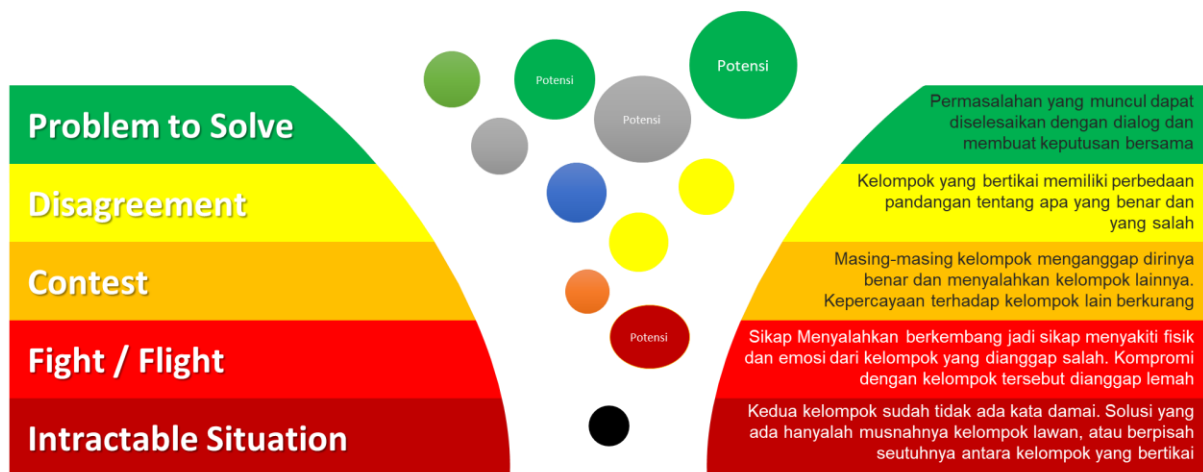 Potensi
Potensi
Potensi
Problem to Solve
Permasalahan yang muncul dapat
diselesaikan dengan dialog dan
membuat keputusan bersama
Disagreement
Kelompok yang bertikai memiliki perbedaan
pandangan tentang apa yang benar dan
yang salah
Contest
Masing-masing kelompok menganggap dirinya
benar dan menyalahkan kelompok lainnya.
Kepercayaan terhadap kelompok lain berkurang
Fight / Flight
Potensi
Sikap Menyalahkan berkembang jadi sikap menyakiti fisik
dan emosi dari kelompok yang dianggap salah. Kompromi
dengan kelompok tersebut dianggap lemah
Intractable Situation
Kedua kelompok sudah tidak ada kata damai. Solusi yang
ada hanyalah musnahnya kelompok lawan, atau berpisah
seutuhnya antara kelompok yang bertikai